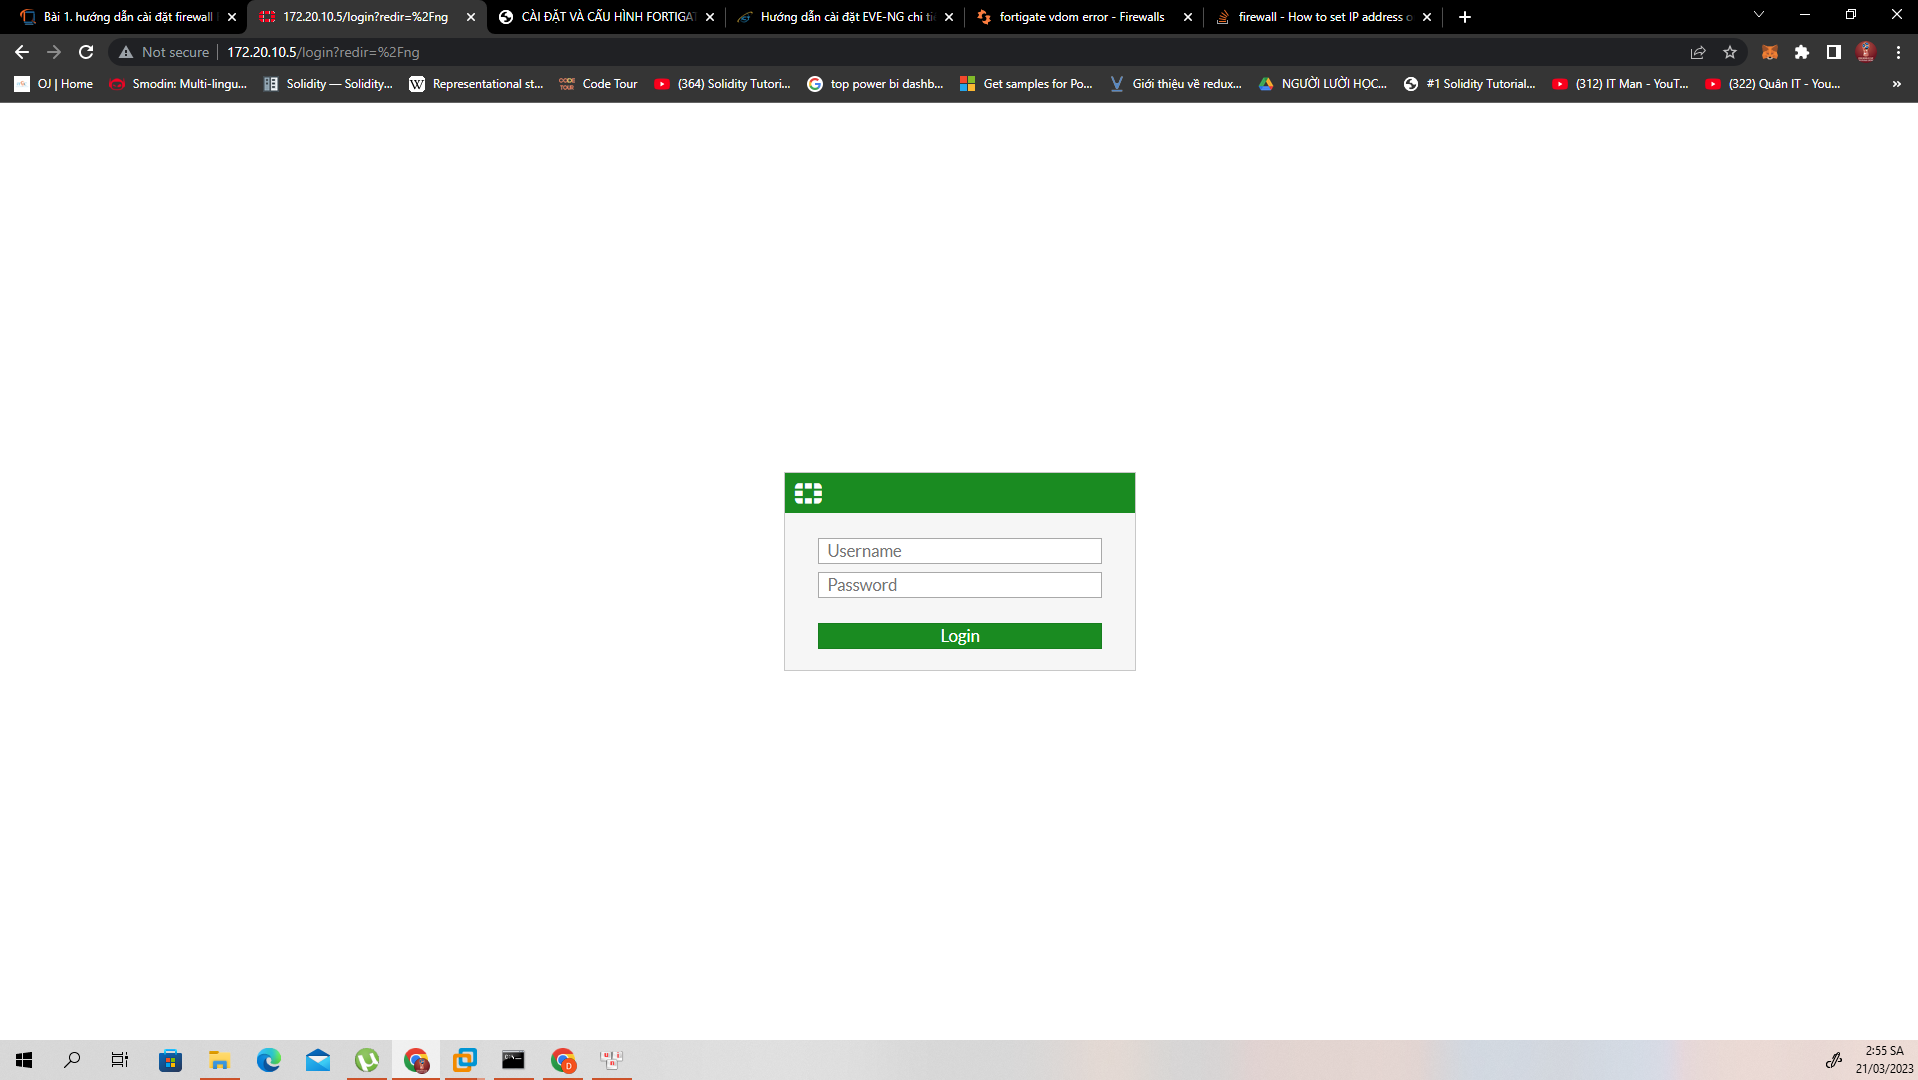 Bài 1. hướng dẫn cài đặt firewall
172.20.10.5/login?redir=%2Fng
CÀI ĐẶT VÀ CẤU HÌNH FORTIGAT
Hướng dẫn cài đặt EVE-NG chi ti
fortigate vdom error - Firewalls
firewall - How to set IP address o
Not secure
172.20.10.5/login?redir=%2Fng
OJ | Home
Smodin: Multi-lingu...
Solidity — Solidity...
W
Representational st...
CODE TOUR
Code Tour
(364) Solidity Tutori...
top power bi dashb...
Get samples for Po...
Giới thiệu về redux...
NGƯỜI LƯỜI HỌC...
#1 Solidity Tutorial...
(312) IT Man - YouT...
(322) Quân IT - You...
»
Username
Password
Login
2:55 SA
21/03/2023